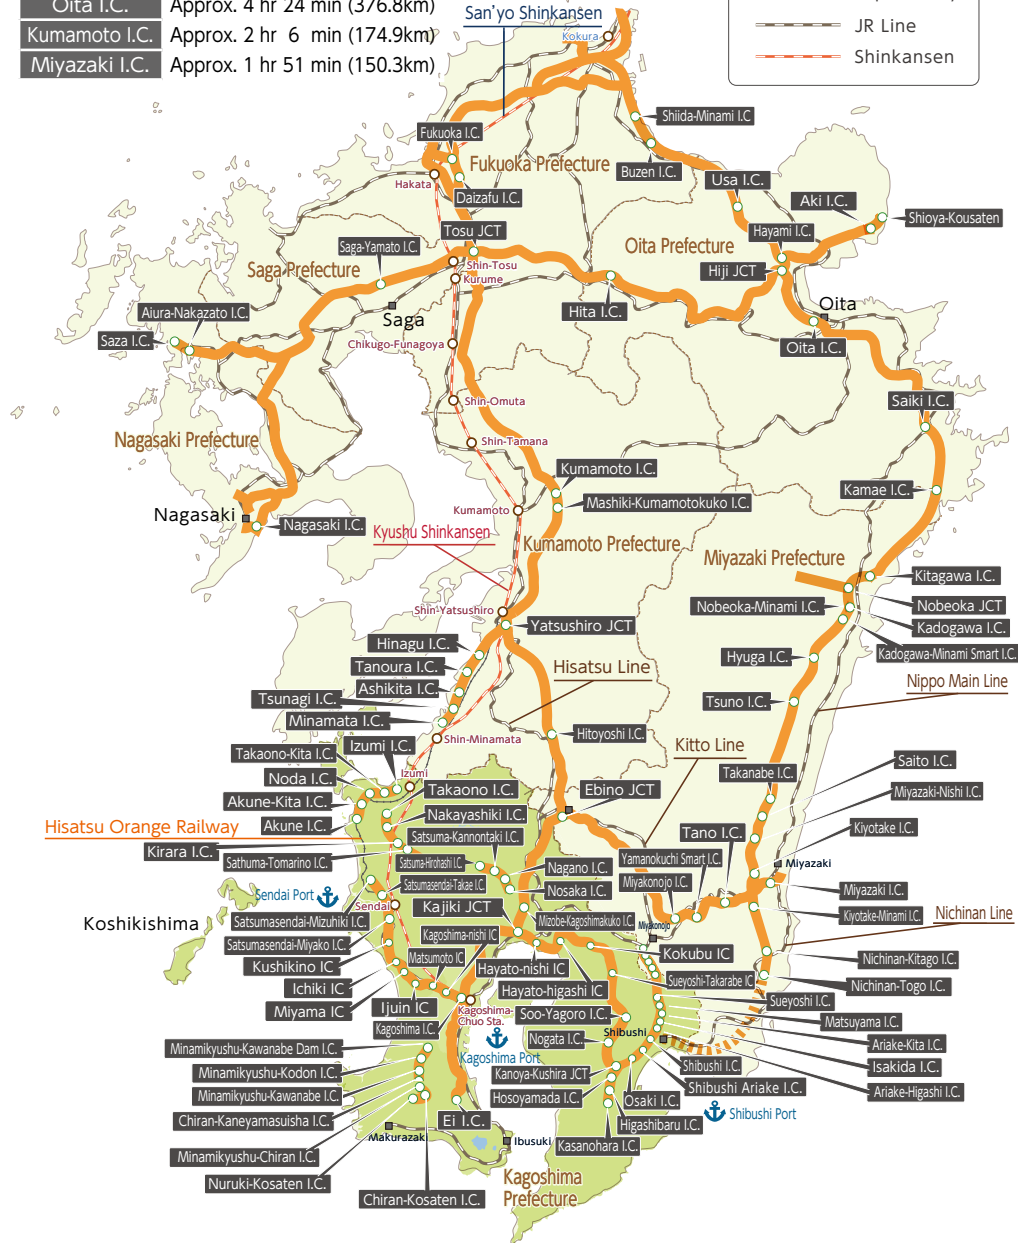 Oita I.C. Approx. 4 hr 24 min (376.8km)
Kumamoto I.C. Approx. 2 hr 6 min (174.9km)
Miyazaki I.C. Approx. 1 hr 51 min (150.3km)
San'yo Shinkansen
JR Line
Shinkansen
Kokura
Shiida-Minami I.C
Fukuoka I.C.
Fukuoka Prefecture
Buzen I.C.
Hakata
Daizafu I.C.
Usa I.C.
Aki I.C.
Shioya-Kousaten
Hayami I.C.
Tosu JCT
Saga-Yamato I.C.
Oita Prefecture
Saga Prefecture
Shin-Tosu
Kurume
Hiji JCT
Hita I.C.
Oita
Aiura-Nakazato I.C.
Saga
Saza I.C.
Chikugo-Funagoya
Oita I.C.
Shin-Omuta
Saiki I.C.
Nagasaki Prefecture
Shin-Tamana
Kumamoto I.C.
Kamae I.C.
Mashiki-Kumamotokuko I.C.
Nagasaki
Nagasaki I.C.
Kumamoto
Kyushu Shinkansen
Kumamoto Prefecture
Miyazaki Prefecture
Kitagawa I.C.
Shin-Yatsushiro
Nobeoka-Minami I.C.
Nobeoka JCT
Yatsushiro JCT
Kadogawa I.C.
Hinagu I.C.
Kadogawa-Minami Smart I.C.
Tanoura I.C.
Hisatsu Line
Hyuga I.C.
Ashikita I.C.
Nippo Main Line
Tsunagi I.C.
Tsuno I.C.
Minamata I.C.
Shin-Minamata
Hitoyoshi I.C.
Izumi I.C.
Kitto Line
Takaono-Kita I.C.
Saito I.C.
Izumi
Takanabe I.C.
Noda I.C.
Takaono I.C.
Ebino JCT
Miyazaki-Nishi I.C.
Akune-Kita I.C.
Nakayashiki I.C.
Akune I.C.
Hisatsu Orange Railway
Kiyotake I.C.
Satsuma-Kannontaki I.C.
Tano I.C.
Kirara I.C.
Sathuma-Tomarino I.C.
Satsuma-Hirohashi I.C.
Nagano I.C.
Yamanokuchi Smart I.C.
Miyazaki
Miyakonojo I.C.
Satsumasendai-Takae I.C.
Nosaka I.C.
Miyazaki I.C.
Sendai Port
Sendai
Kajiki JCT
Mizobe-Kagoshimakuko I.C.
Kiyotake-Minami I.C.
Koshikishima
Satsumasendai-Mizuhiki I.C.
Miyakonojo
Nichinan Line
Satsumasendai-Miyako I.C.
Kagoshima-nishi IC
Kokubu IC
Kushikino IC
Matsumoto IC
Hayato-nishi IC
Nichinan-Kitago I.C.
Sueyoshi-Takarabe IC
Ichiki IC
Hayato-higashi IC
Nichinan-Togo I.C.
Miyama IC
Ijuin IC
Sueyoshi I.C.
Kagoshima-
Chuo Sta.
Soo-Yagoro I.C.
Matsuyama I.C.
Kagoshima I.C.
Shibushi
Nogata I.C.
Ariake-Kita I.C.
Minamikyushu-Kawanabe Dam I.C.
Kagoshima Port
Isakida I.C.
Minamikyushu-Kodon I.C.
Kanoya-Kushira JCT
Shibushi I.C.
Shibushi Ariake I.C.
Ariake-Higashi I.C.
Minamikyushu-Kawanabe I.C.
Hosoyamada I.C.
Osaki I.C.
Shibushi Port
Chiran-Kaneyamasuisha I.C.
Ei I.C.
Higashibaru I.C.
Makurazaki
Ibusuki
Kasanohara I.C.
Minamikyushu-Chiran I.C.
Nuruki-Kosaten I.C.
Kagoshima
Prefecture
Chiran-Kosaten I.C.